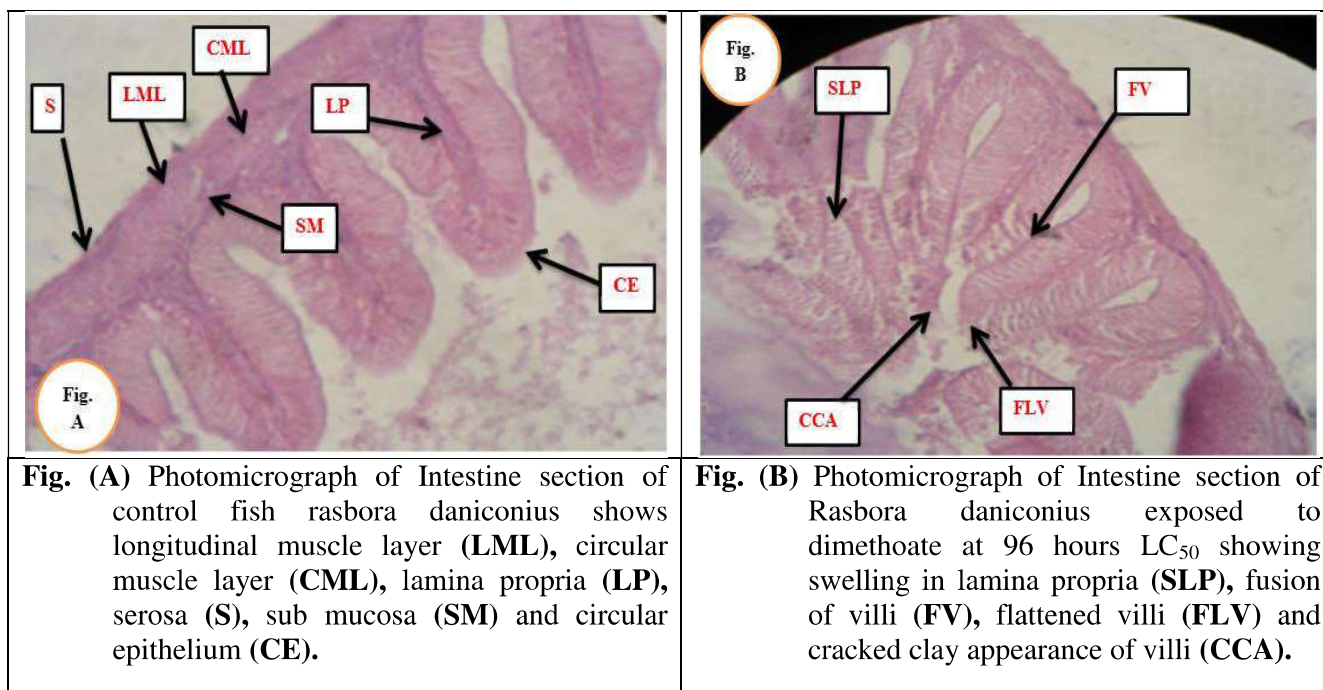 CML
LML
S
LP
SM
CE
Fig.
A
Fig.
B
SLP
FV
CCA
FLV
Fig. (A) Photomicrograph of Intestine section of
control fish rasbora daniconius shows
longitudinal muscle layer (LML), circular
muscle layer (CML), lamina propria (LP),
serosa (S), sub mucosa (SM) and circular
epithelium (CE).
Fig. (B) Photomicrograph of Intestine section of
Rasbora daniconius exposed to
dimethoate at 96 hours LC₅₀ showing
swelling in lamina propria (SLP), fusion
of villi (FV), flattened villi (FLV) and
cracked clay appearance of villi (CCA).